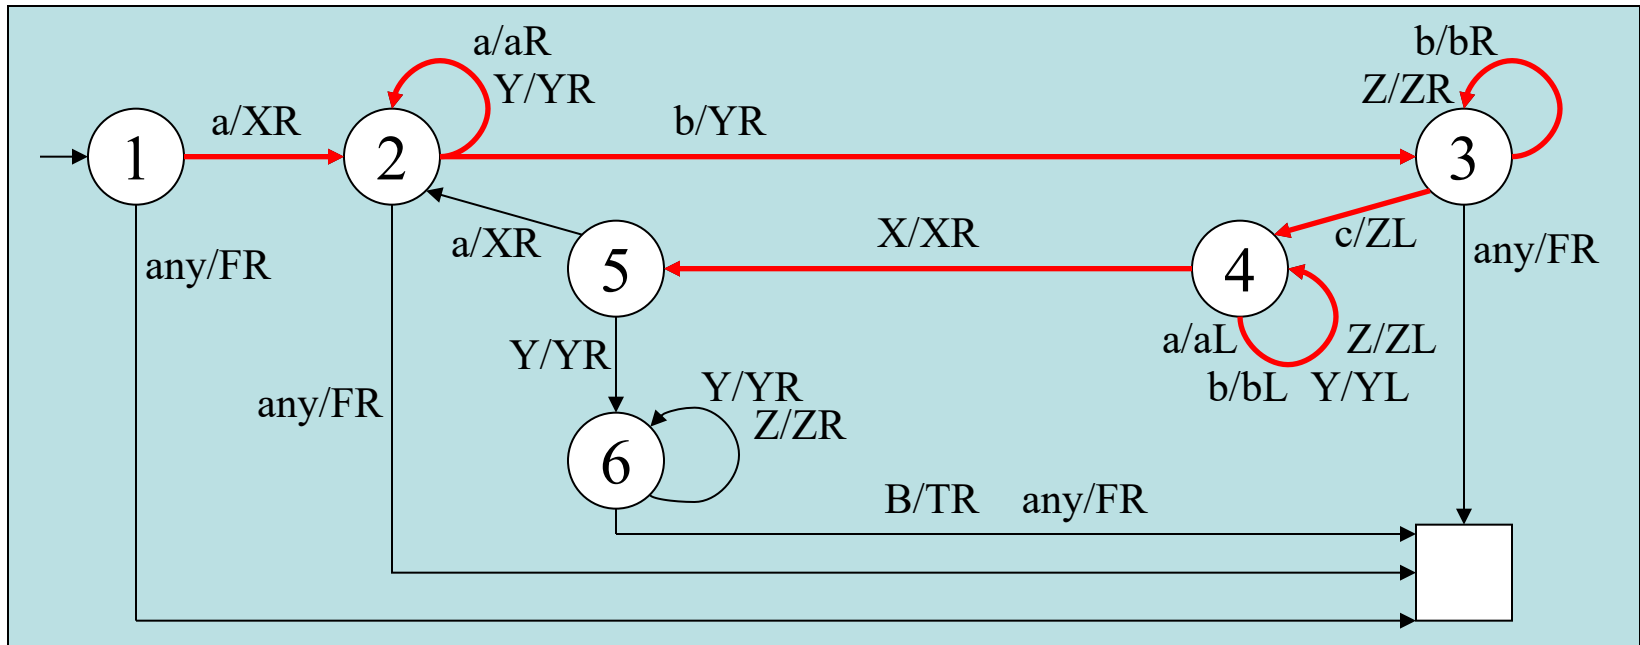 a/aR
Y/YR
b/bR
Z/ZR
a/XR
b/YR
1
2
3
a/XR
X/XR
c/ZL
any/FR
5
4
any/FR
Y/YR
a/aL
Z/ZL
b/bL
Y/YL
any/FR
Y/YR
Z/ZR
6
B/TR any/FR